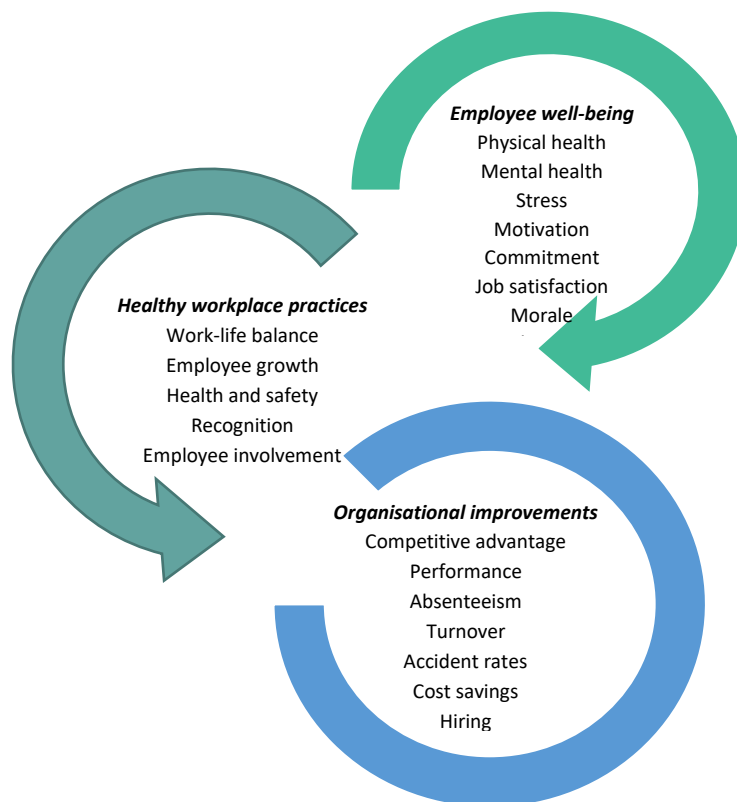 Employee well-being
Physical health
Mental health
Stress
Motivation
Commitment
Job satisfaction
Morale
Healthy workplace practices
Work-life balance
Employee growth
Health and safety
Recognition
Employee involvement
Organisational improvements
Competitive advantage
Performance
Absenteeism
Turnover
Accident rates
Cost savings
Hiring